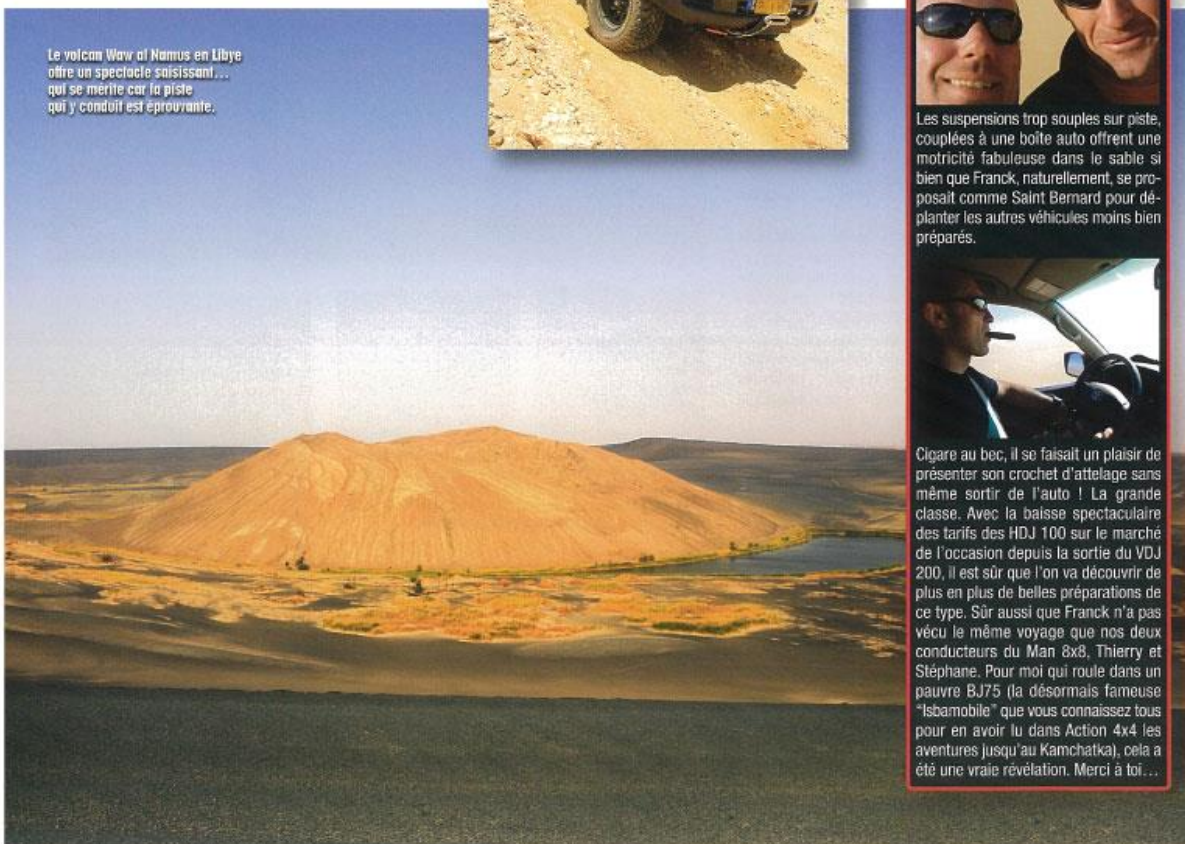 Le volcan Waw al Namus en Libye
offre un spectacle saisissant...
qui se mérite car la piste
qui y conduit est éprouvante.
Les suspensions trop souples sur piste,
couplées à une boîte auto offrent une
motricité fabuleuse dans le sable si
bien que Franck, naturellement, se pro-
posait comme Saint Bernard pour dé-
planter les autres véhicules moins bien
préparés.
Cigare au bec, il se faisait un plaisir de
présenter son crochet d'attelage sans
même sortir de l'auto ! La grande
classe. Avec la baisse spectaculaire
des tarifs des HDJ 100 sur le marché
de l'occasion depuis la sortie du VDJ
200, il est sûr que l'on va découvrir de
plus en plus de belles préparations de
ce type. Sûr aussi que Franck n'a pas
vécu le même voyage que nos deux
conducteurs du Man 8x8, Thierry et
Stéphane. Pour moi qui roule dans un
pauvre BJ75 (la désormais fameuse
"Isbamobile" que vous connaissez tous
pour en avoir lu dans Action 4x4 les
aventures jusqu'au Kamchatka), cela a
été une vraie révélation. Merci à toi...